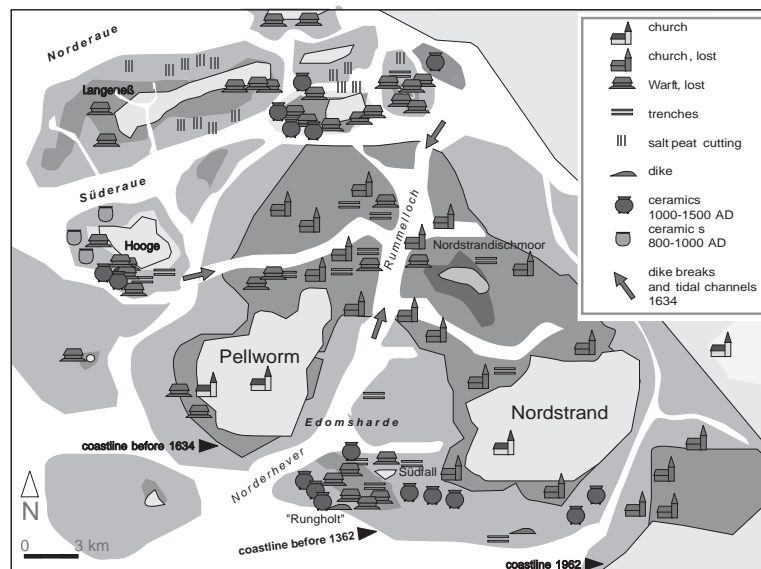 Norderaue
Langeneß
Süderaue
Hooge
Rummelloch
Nordstrandischmoor
Pellworm
Nordstrand
Edomsharde
coastline before 1634
Norderhever
Südfall
"Rungholt"
coastline before 1362
coastline 1962
N
0 3 km
church
church, lost
Warft, lost
trenches
salt peat cutting
dike
ceramics
1000-1500 AD
ceramic s
800-1000 AD
dike breaks
and tidal channels
1634